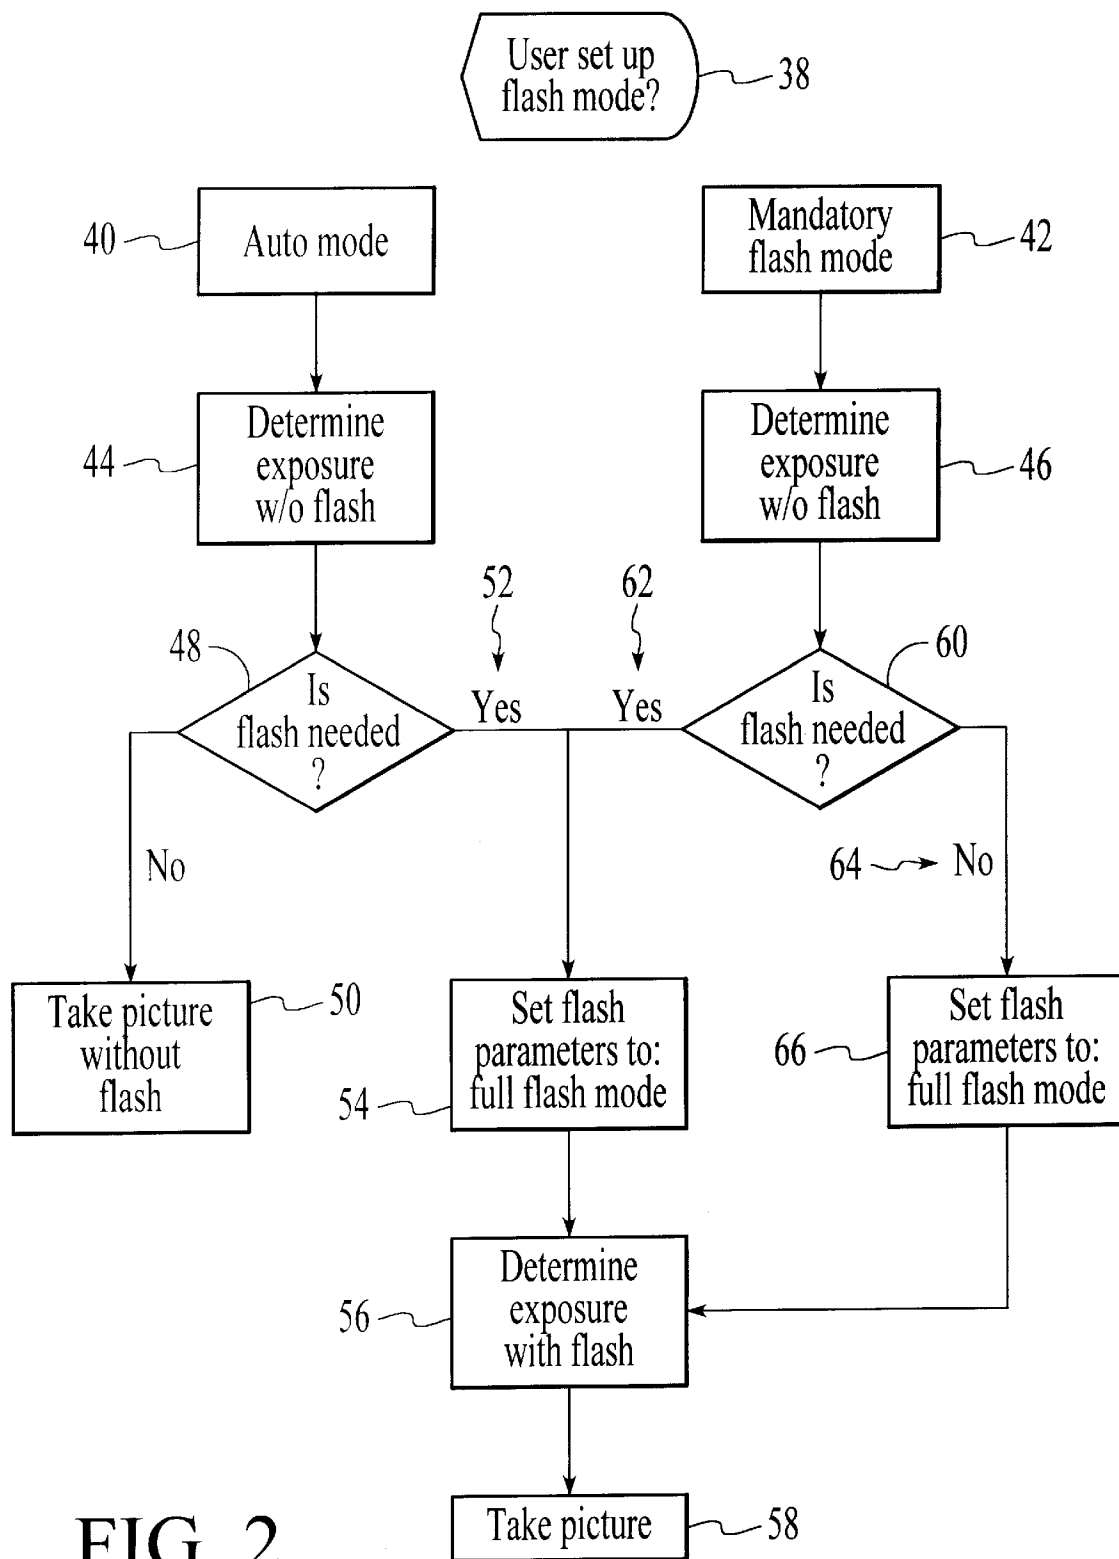 User set up
flash mode?
38
40
Auto mode
Mandatory
flash mode
42
44
Determine
exposure
w/o flash
Determine
exposure
w/o flash
46
52
62
48
Is
flash needed
?
Yes
Yes
60
Is
flash needed
?
No
64
No
Take picture
without
flash
50
Set flash
parameters to:
full flash mode
54
66
Set flash
parameters to:
full flash mode
56
Determine
exposure
with flash
Take picture
58
FIG. 2